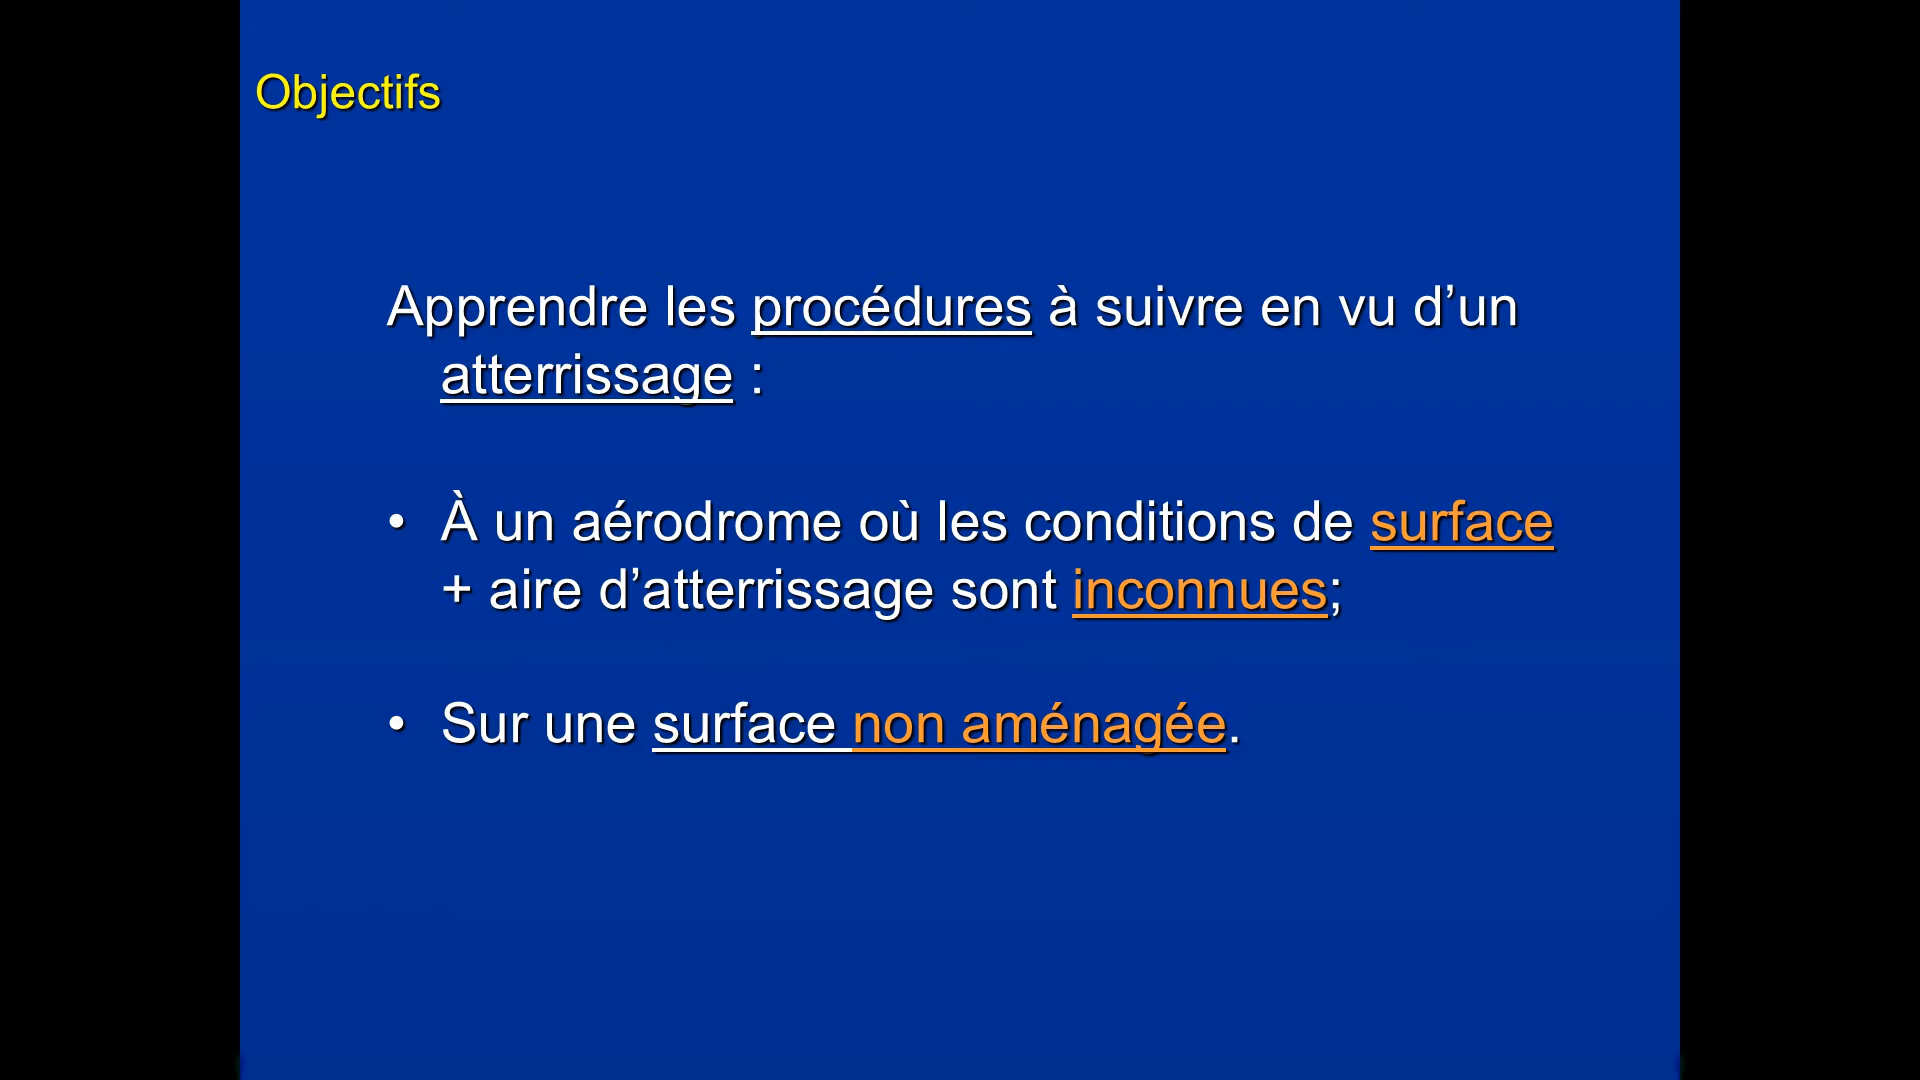 Objectifs
Apprendre les procédures à suivre en vu d’un
atterrissage :
• À un aérodrome où les conditions de surface
+ aire d’atterrissage sont inconnues;
• Sur une surface non aménagée.